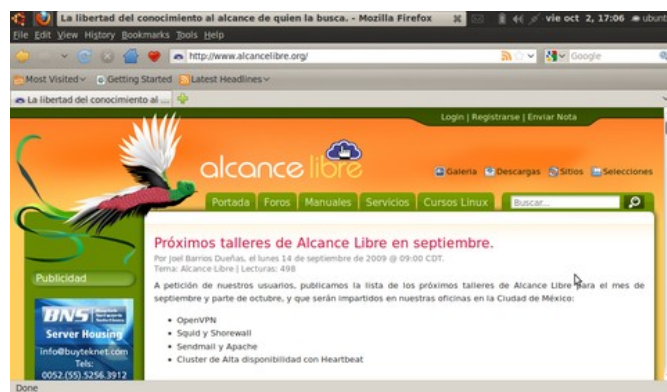 La libertad del conocimiento al alcance de quien la busca. - Mozilla Firefox
vie oct 2, 17:06
File Edit View History Bookmarks Tools Help
http://www.alcancelibre.org/
Google
Most Visited Getting Started Latest Headlines
La libertad del conocimiento al ...
Login | Registrarse | Enviar Nota
alcance libre
Galeria Descargas Sitios Selecciones
Portada Foros Manuales Servicios Cursos Linux Buscar...
Próximos talleres de Alcance Libre en septiembre.
Por Joel Barrios Dueñas, el lunes 14 de septiembre de 2009 @ 09:00 CDT.
Tema: Alcance Libre | Lecturas: 498
Publicidad
A petición de nuestros usuarios, publicamos la lista de los próximos talleres de Alcance Libre para el mes de
septiembre y parte de octubre, y que serán impartidos en nuestras oficinas en la Ciudad de México:
BNS
Server Housing
info@buyteknet.com
Tels:
0052.(55).5256.3912
• OpenVPN
• Squid y Shorewall
• Sendmail y Apache
• Cluster de Alta disponibilidad con Heartbeat
Done